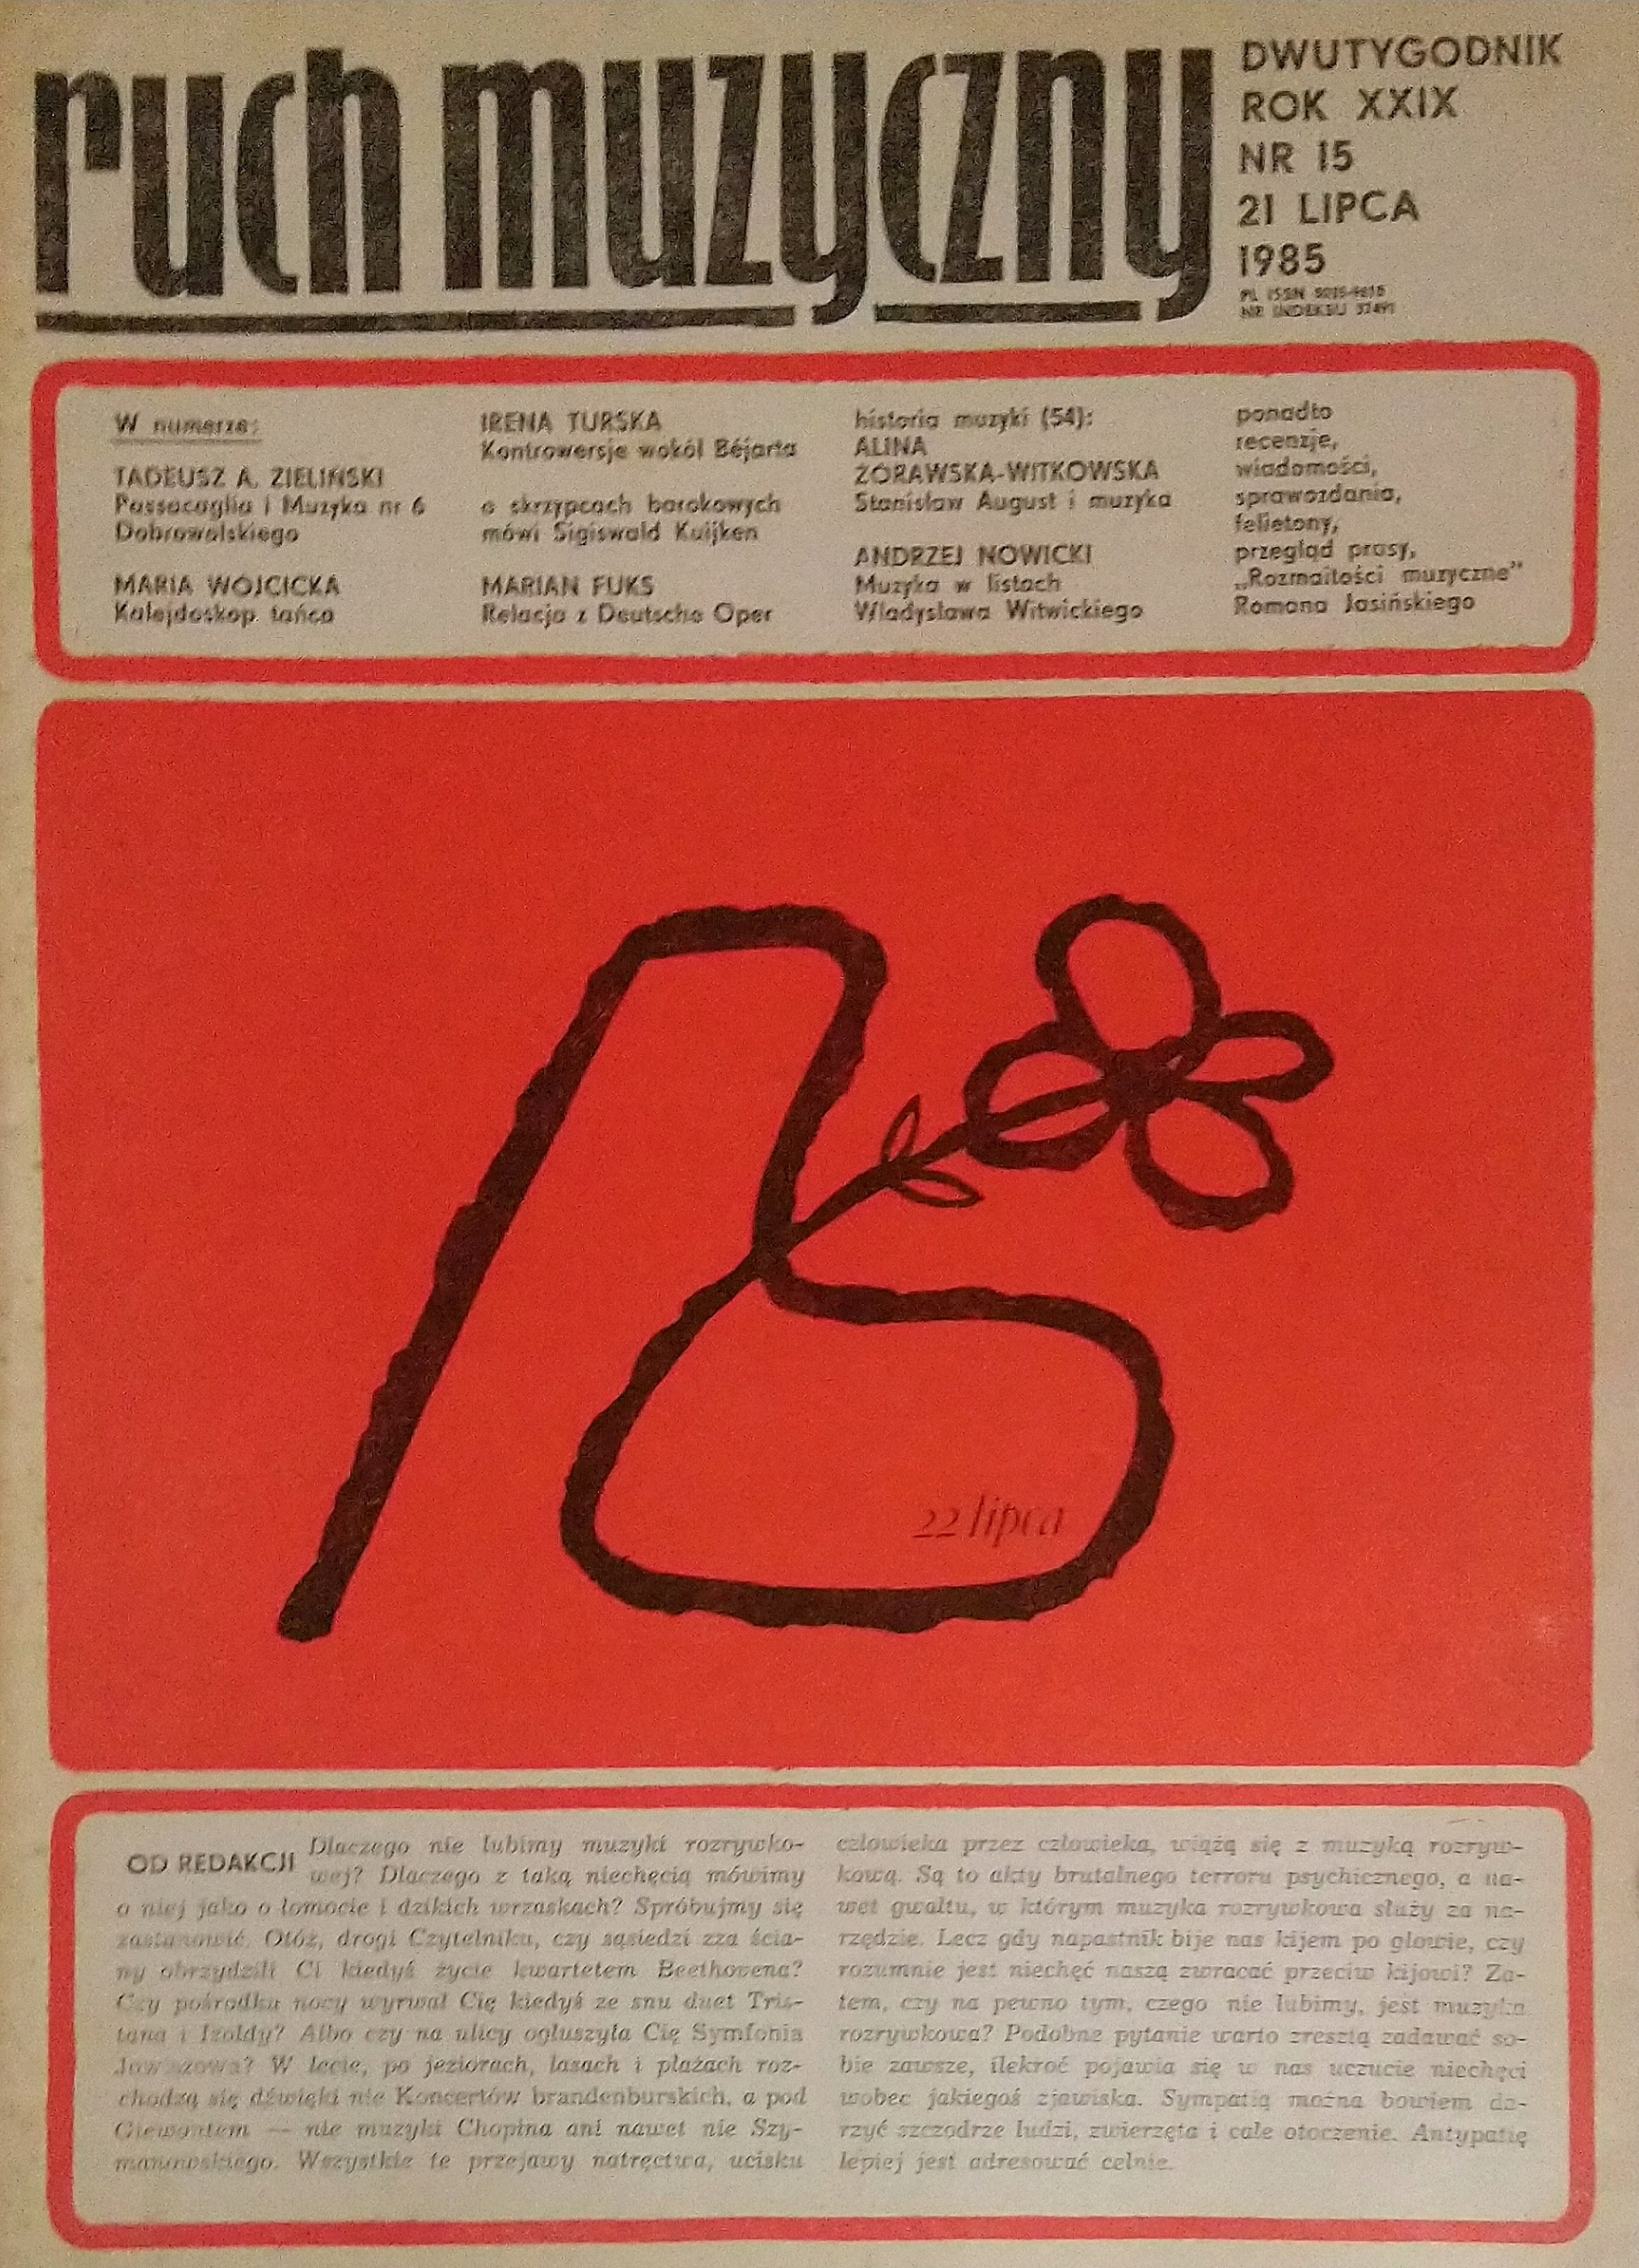 ruch muzyczny
DWUTYGODNIK
ROK XXIX
NR 15
21 LIPCA
1985
PL ISSN
NR INDEKSU
W numerze:
TADEUSZ A. ZIELIŃSKI
Passacaglia i Muzyka nr 6
Dobrowolskiego
MARIA WÓJCICKA
Kalejdoskop tańca
IRENA TURSKA
Kontrowersje wokół Béjarta
o skrzypcach barokowych
mówi Sigiswald Kuijken
MARIAN FUKS
Relacja z Deutsche Oper
historia muzyki (54):
ALINA
ŻÓRAWSKA-WITKOWSKA
Stanisław August i muzyka
ANDRZEJ NOWICKI
Muzyka w listach
Władysława Witwickiego
ponadto
recenzje,
wiadomości,
sprawozdania,
felietony,
przegląd prasy,
„Rozmaitości muzyczne”
Romana Jasińskiego
22 lipca
OD REDAKCJI
Dlaczego nie lubimy muzyki rozrywko-
wej? Dlaczego z taką niechęcią mówimy
o niej jako o łomocie i dzikich wrzaskach? Spróbujmy się
zastanowić. Otóż, drogi Czytelniku, czy sąsiedzi zza ścia-
ny obrzydzili Ci kiedyś życie kwartetem Beethovena?
Czy pośrodku nocy wyrwał Cię kiedyś ze snu duet Tris-
tana i Izoldy? Albo czy na ulicy ogłuszyła Cię Symfonia
Jowiszowa? W lecie, po jeziorach, lasach i plażach roz-
chodzą się dźwięki nie Koncertów brandenburskich, a pod
Giewontem — nie muzyki Chopina ani nawet nie Szy-
manowskiego. Wszystkie te przejawy natręctwa, ucisku
człowieka przez człowieka, wiążą się z muzyką rozryw-
kową. Są to akty brutalnego terroru psychicznego, a na-
wet gwałtu, w którym muzyka rozrywkowa służy za na-
rzędzie. Lecz gdy napastnik bije nas kijem po głowie, czy
rozumnie jest niechęć naszą zwracać przeciw kijowi? Za-
tem, czy na pewno tym, czego nie lubimy, jest muzyka
rozrywkowa? Podobne pytanie warto zresztą zadawać so-
bie zawsze, ilekroć pojawia się w nas uczucie niechęci
wobec jakiegoś zjawiska. Sympatią można bowiem da-
rzyć szczodrze ludzi, zwierzęta i całe otoczenie. Antypatię
lepiej jest adresować celnie.